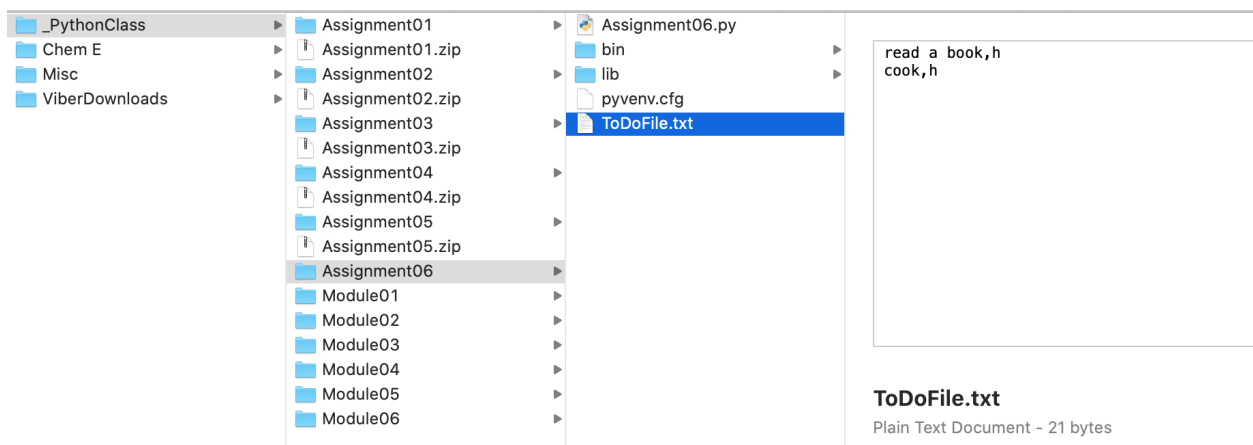 _PythonClass
Chem E
Misc
ViberDownloads
Assignment01
Assignment01.zip
Assignment02
Assignment02.zip
Assignment03
Assignment03.zip
Assignment04
Assignment04.zip
Assignment05
Assignment05.zip
Assignment06
Module01
Module02
Module03
Module04
Module05
Module06
Assignment06.py
bin
lib
pyvenv.cfg
ToDoFile.txt
read a book,h
cook,h
ToDoFile.txt
Plain Text Document - 21 bytes